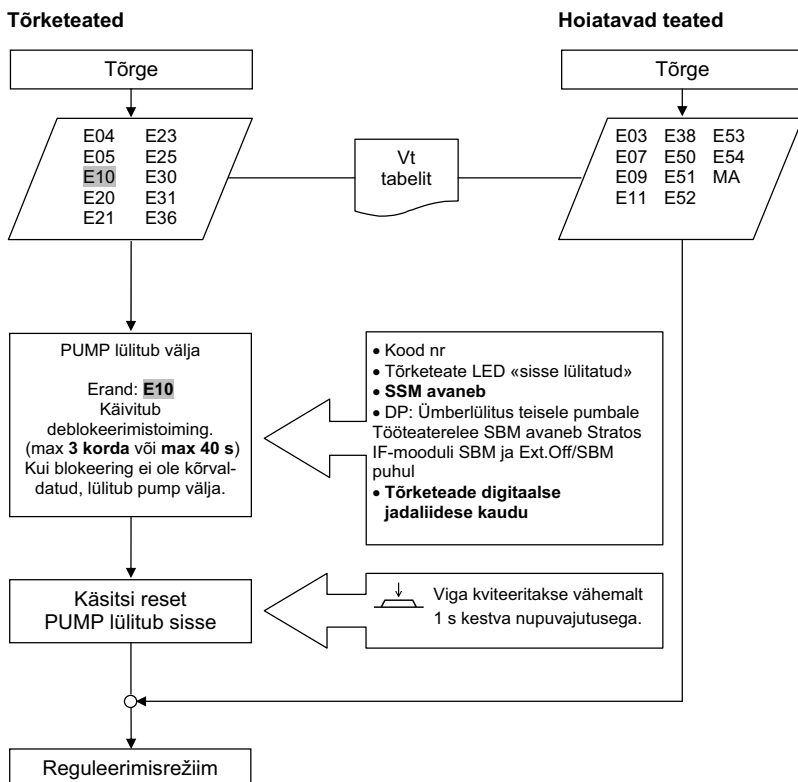 Tõrketeated
Hoiatavad teated
Tõrge
Tõrge
E04 E23
E05 E25
E10 E30
E20 E31
E21 E36
Vt
tabelit
E03 E38 E53
E07 E50 E54
E09 E51 MA
E11 E52
PUMP lülitub välja
Erand: E10
Käivitub
deblokeerimistoiming.
(max 3 korda või max 40 s)
Kui blokeering ei ole kõrval-
datud, lülitub pump välja.
• Kood nr
• Tõrketeate LED «sisse lülitatud»
• SSM avaneb
• DP: Ümberlülitus teisele pumbale
Tööteaterelee SBM avaneb Stratos
IF-mooduli SBM ja Ext.Off/SBM
puhul
• Tõrketeade digitaalse
jadaliidese kaudu
Käsitsi reset
PUMP lülitub sisse
Viga kviteeritakse vähemalt
1 s kestva nupuvajutusega.
Reguleerimisrežiim